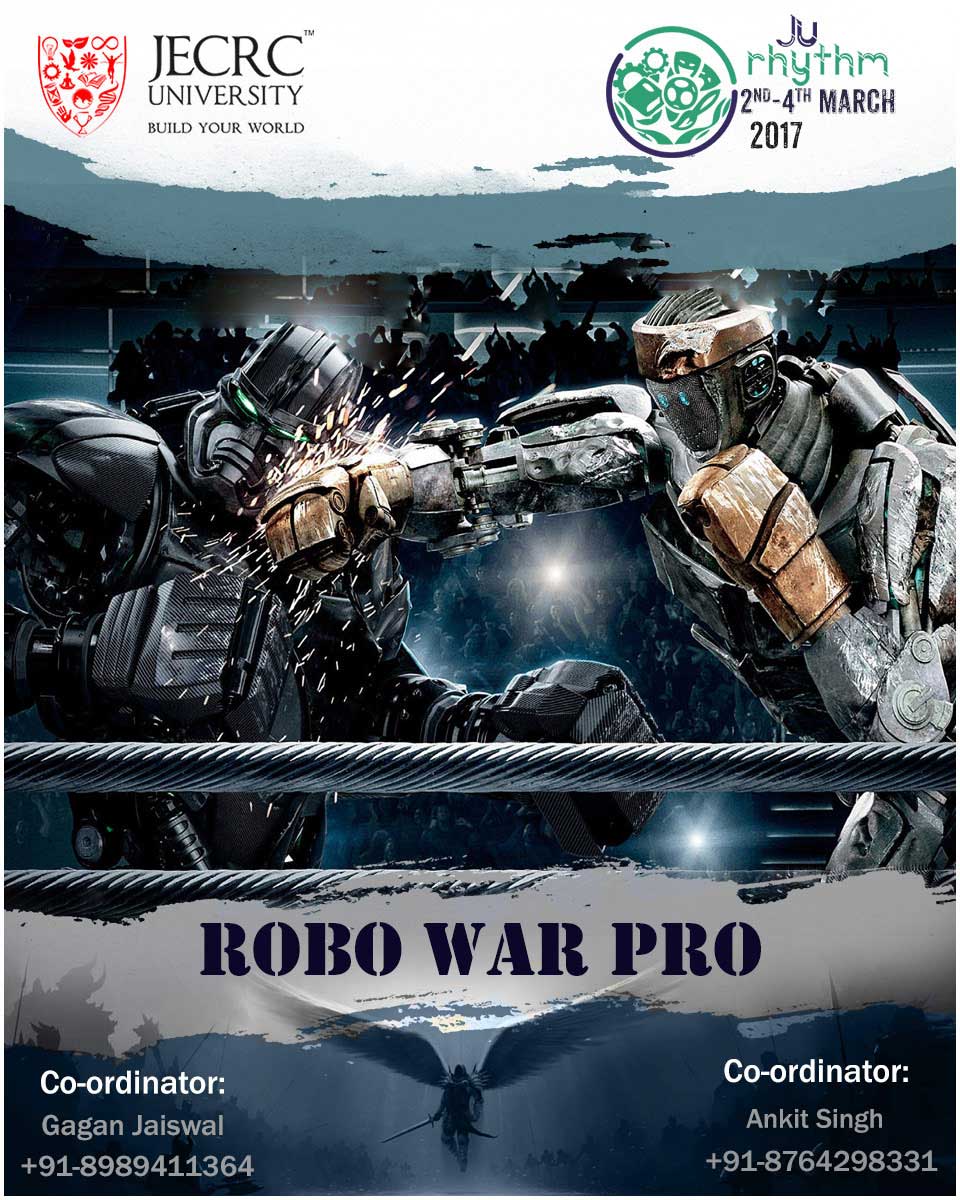 JECRC™
UNIVERSITY
BUILD YOUR WORLD
JU
rhythm
2ND-4TH MARCH
2017
ROBO WAR PRO
Co-ordinator:
Gagan Jaiswal
+91-8989411364
Co-ordinator:
Ankit Singh
+91-8764298331